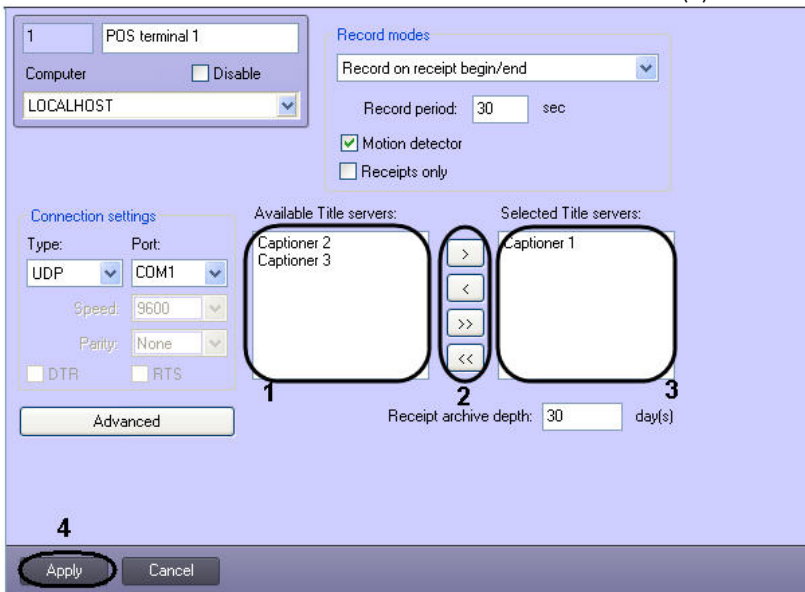 1 POS terminal 1
Computer Disable
LOCALHOST
Record modes
Record on receipt begin/end
Record period: 30 sec
Motion detector
Receipts only
Connection settings
Type: Port:
UDP COM1
Speed: 9600
Parity: None
DTR RTS
Advanced
Available Title servers:
Captioner 2
Captioner 3
1
>
<
>>
<<
2
Selected Title servers:
Captioner 1
3
Receipt archive depth: 30 day(s)
4
Apply Cancel